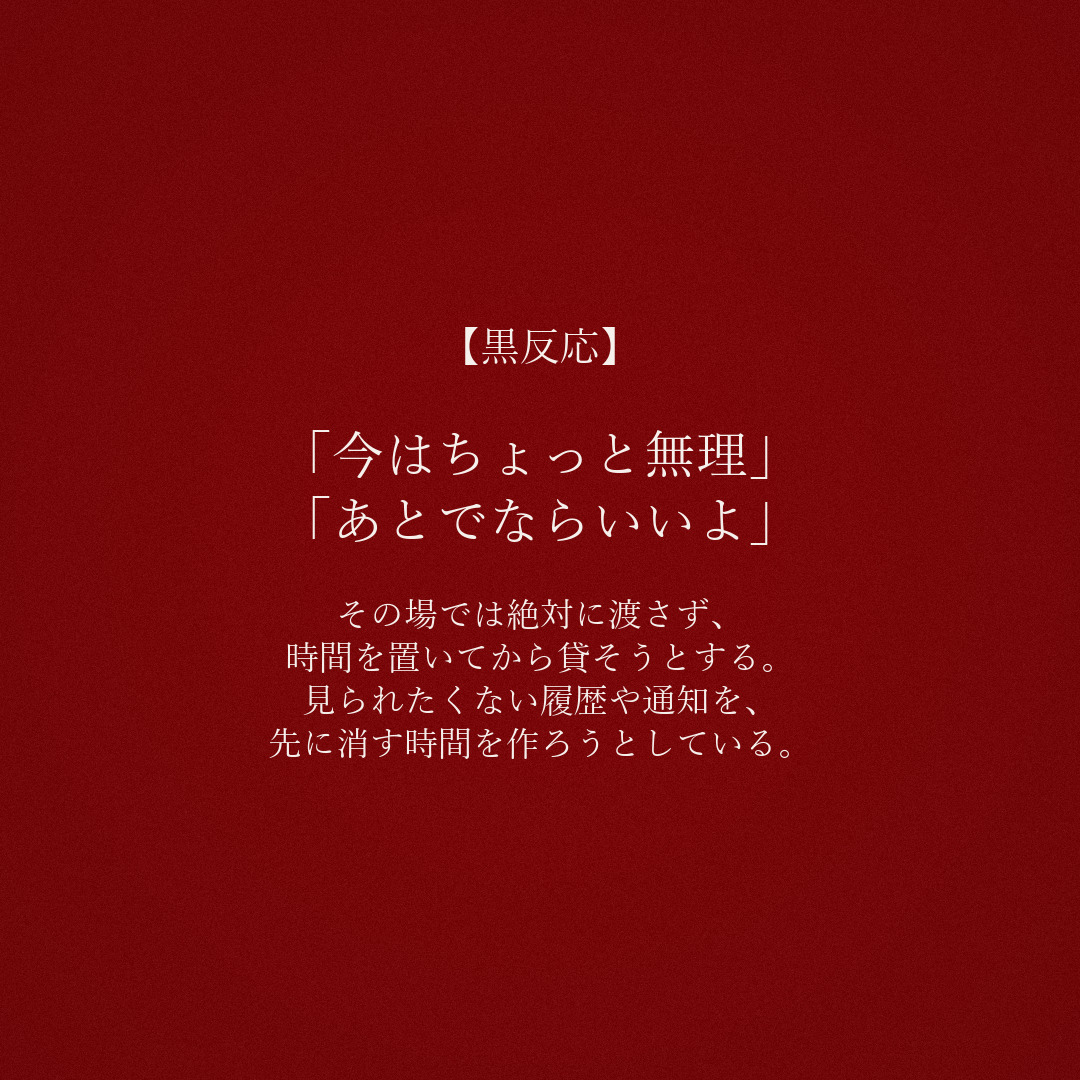 【黒反応】
「今はちょっと無理」
「あとでならいいよ」
その場では絶対に渡さず、
時間を置いてから貸そうとする。
見られたくない履歴や通知を、
先に消す時間を作ろうとしている。